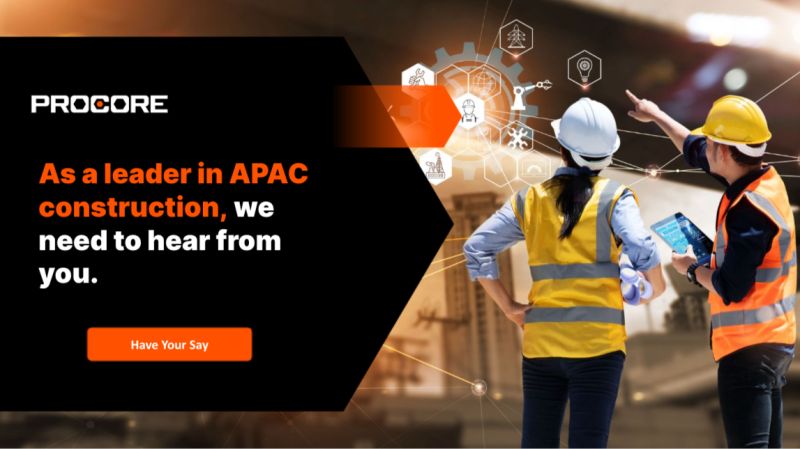 PROCORE
As a leader in APAC
construction, we
need to hear from
you.
Have Your Say